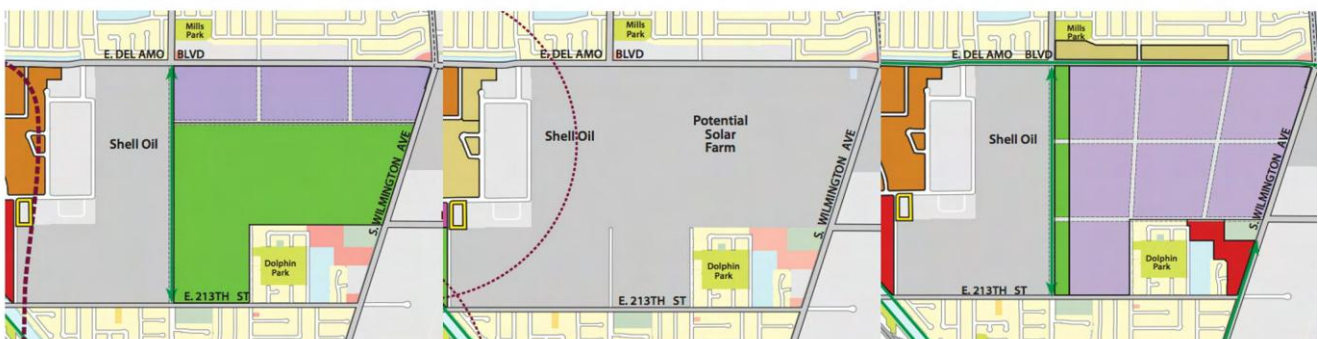 Mills
Park
E. DEL AMO BLVD
Shell Oil
S. WILMINGTON AVE
Dolphin
Park
E. 213TH ST
Mills
Park
E. DEL AMO BLVD
Shell Oil
Potential
Solar
Farm
S. WILMINGTON AVE
Dolphin
Park
E. 213TH ST
Mills
Park
E. DEL AMO BLVD
Shell Oil
S. WILMINGTON AVE
Dolphin
Park
E. 213TH ST